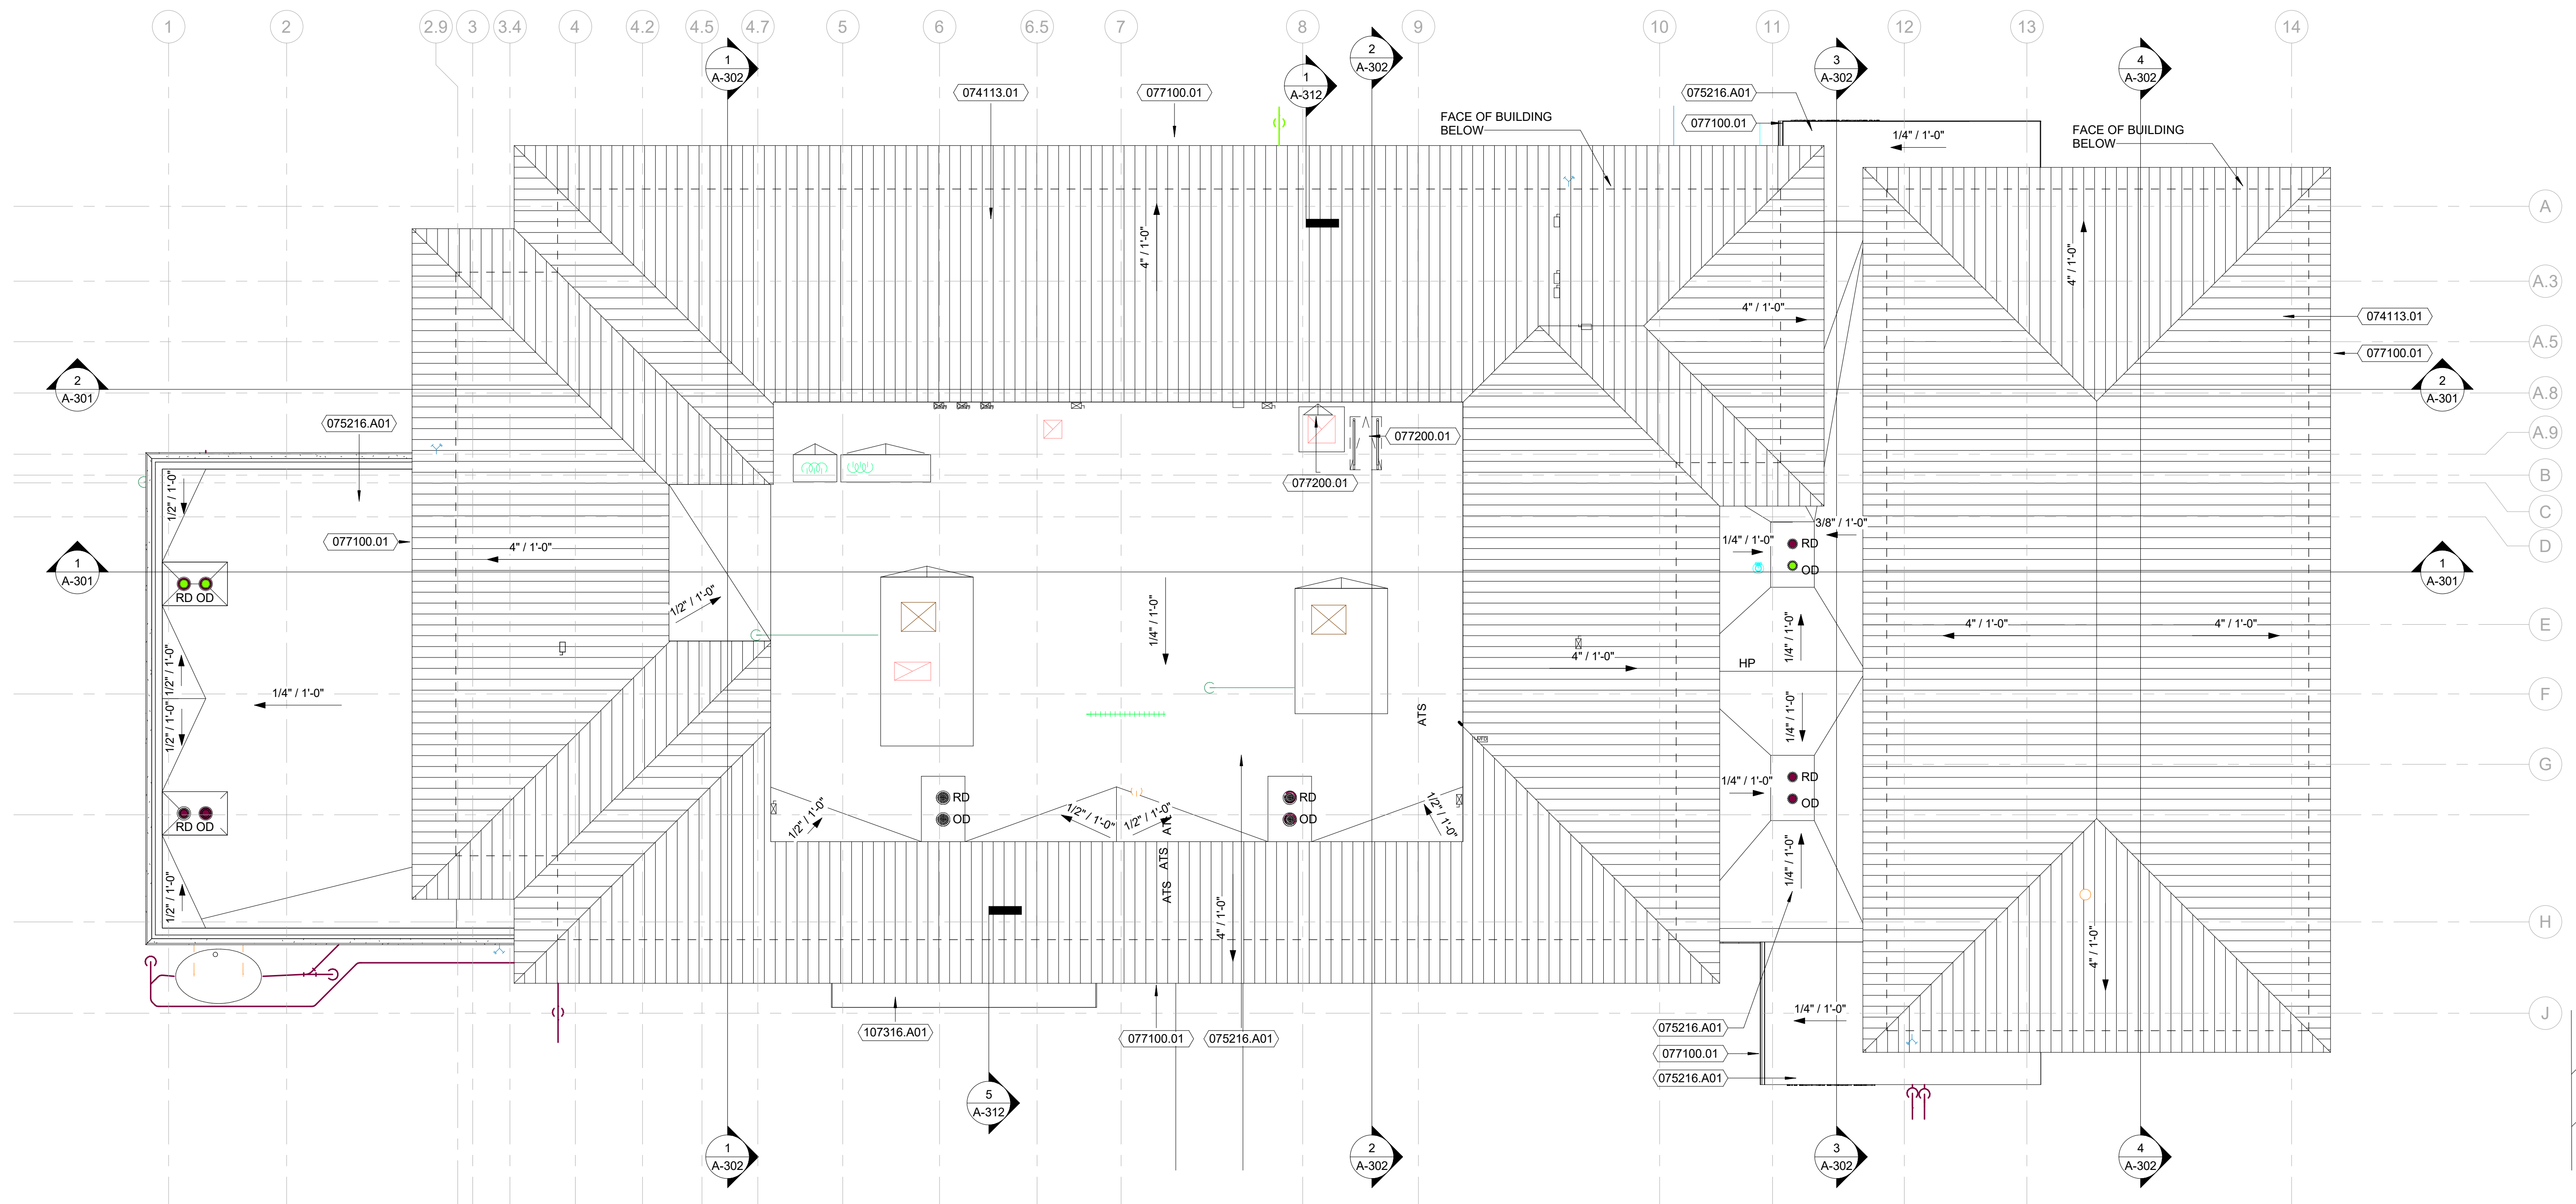 1
2
2.9
3
3.4
4
4.2
4.5
4.7
5
6
6.5
7
8
9
10
11
12
13
14
1
A-302
1
A-312
2
A-302
3
A-302
4
A-302
074113.01
077100.01
FACE OF BUILDING
BELOW
075216.A01
077100.01
1/4" / 1'-0"
FACE OF BUILDING
BELOW
A
4" / 1'-0"
4" / 1'-0"
A.3
4" / 1'-0"
074113.01
A.5
077100.01
2
A-301
2
A-301
A.8
075216.A01
077200.01
A.9
077200.01
B
1/2" / 1'-0"
C
077100.01
4" / 1'-0"
3/8" / 1'-0"
1/4" / 1'-0"
RD
OD
D
1
A-301
1
A-301
RD OD
1/2" / 1'-0"
1/4" / 1'-0"
1/4" / 1'-0"
4" / 1'-0"
4" / 1'-0"
E
4" / 1'-0"
HP
1/2" / 1'-0"
1/2" / 1'-0"
1/4" / 1'-0"
ATS
1/4" / 1'-0"
F
1/4" / 1'-0"
RD
OD
G
RD OD
1/2" / 1'-0"
RD
OD
1/2" / 1'-0"
1/2" / 1'-0"
RD
OD
1/2" / 1'-0"
ATS
ATS
ATS
1/2" / 1'-0"
4" / 1'-0"
1/4" / 1'-0"
H
4" / 1'-0"
107316.A01
077100.01
075216.A01
075216.A01
1/4" / 1'-0"
J
077100.01
075216.A01
5
A-312
1
A-302
2
A-302
3
A-302
4
A-302